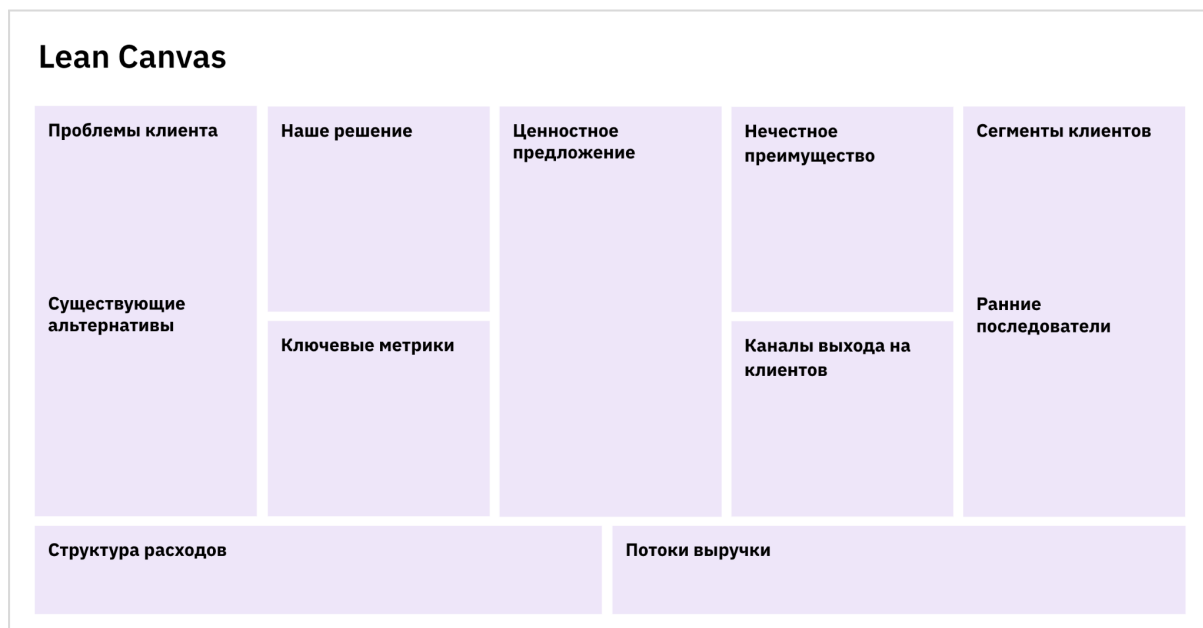 Lean Canvas
Проблемы клиента
Существующие
альтернативы
Наше решение
Ключевые метрики
Ценностное
предложение
Нечестное
преимущество
Каналы выхода на
клиентов
Сегменты клиентов
Ранние
последователи
Структура расходов
Потоки выручки